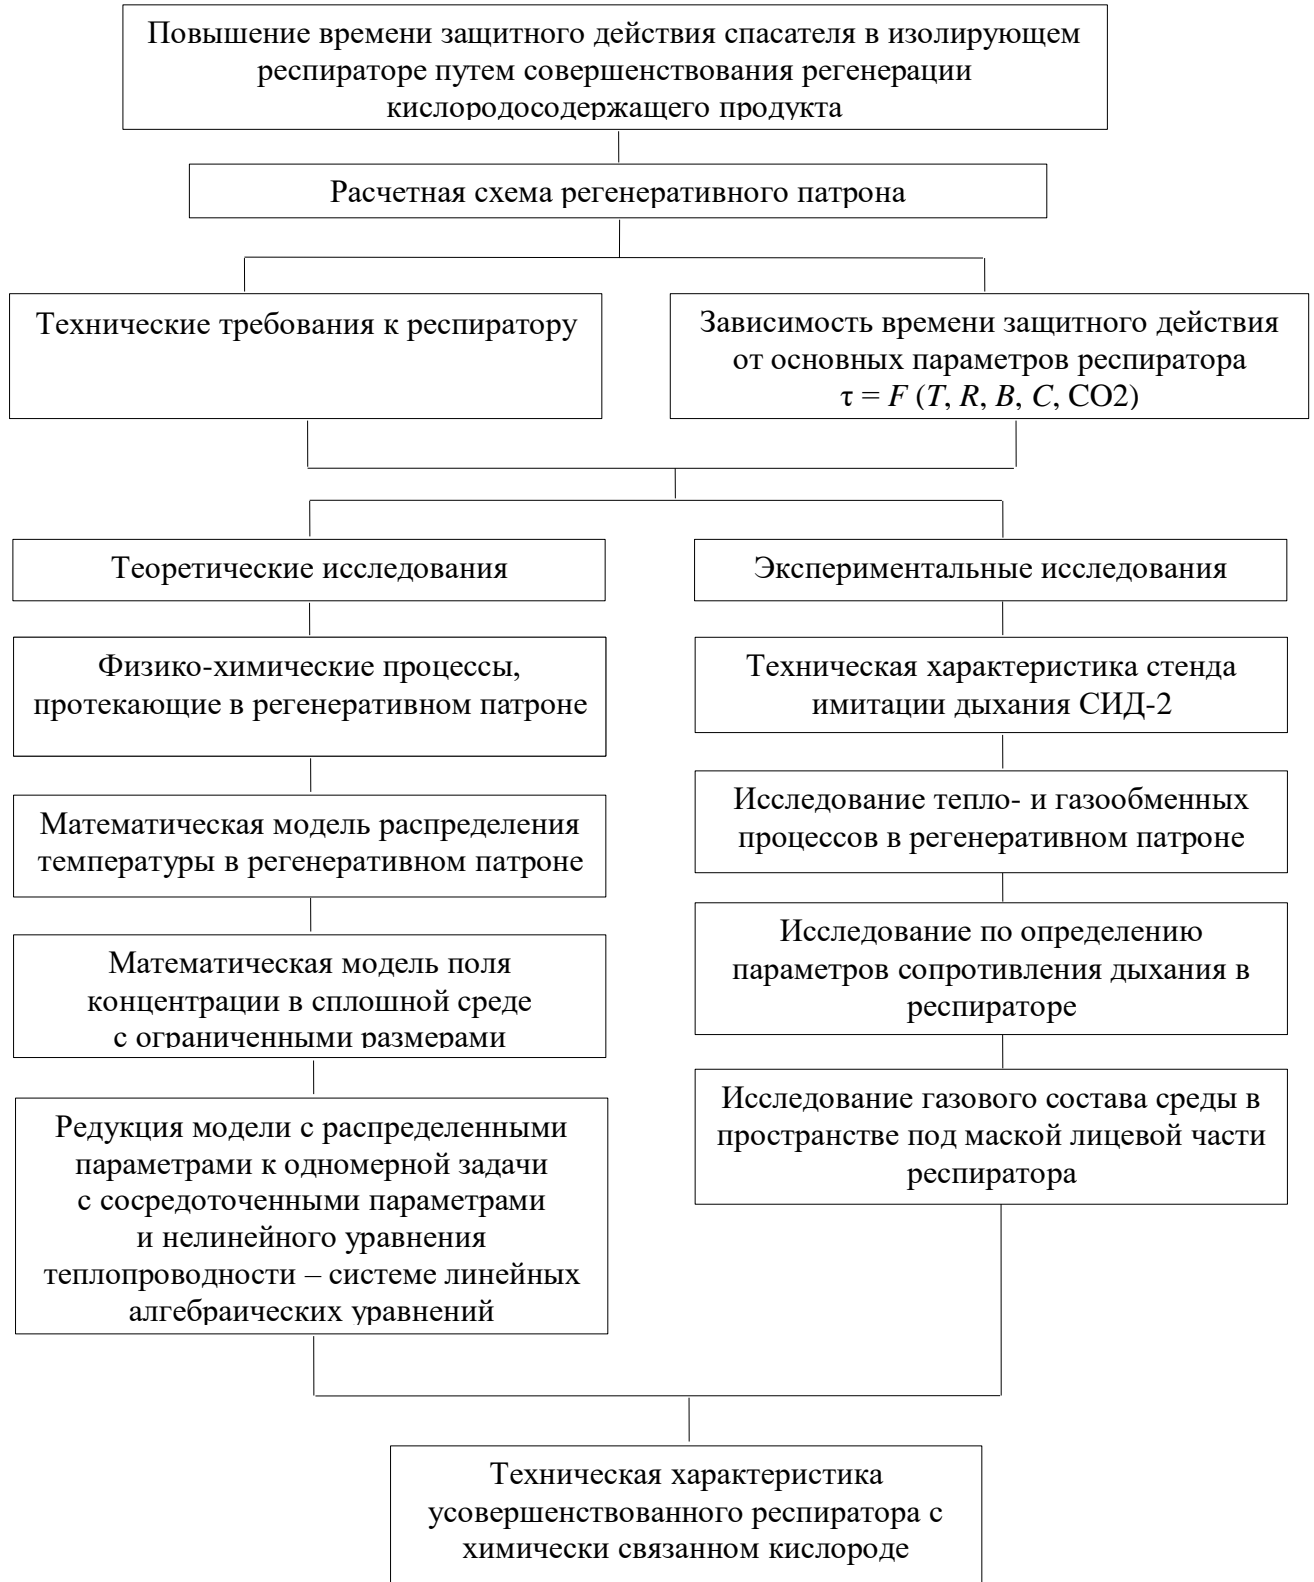 Повышение времени защитного действия спасателя в изолирующем
респираторе путем совершенствования регенерации
кислородосодержащего продукта
Расчетная схема регенеративного патрона
Технические требования к респиратору
Зависимость времени защитного действия
от основных параметров респиратора
τ = F (T, R, B, C, CO2)
Теоретические исследования
Экспериментальные исследования
Физико-химические процессы,
протекающие в регенеративном патроне
Техническая характеристика стенда
имитации дыхания СИД-2
Математическая модель распределения
температуры в регенеративном патроне
Исследование тепло- и газообменных
процессов в регенеративном патроне
Математическая модель поля
концентрации в сплошной среде
с ограниченными размерами
Исследование по определению
параметров сопротивления дыхания в
респираторе
Редукция модели с распределенными
параметрами к одномерной задачи
с сосредоточенными параметрами
и нелинейного уравнения
теплопроводности – системе линейных
алгебраических уравнений
Исследование газового состава среды в
пространстве под маской лицевой части
респиратора
Техническая характеристика
усовершенствованного респиратора с
химически связанном кислороде